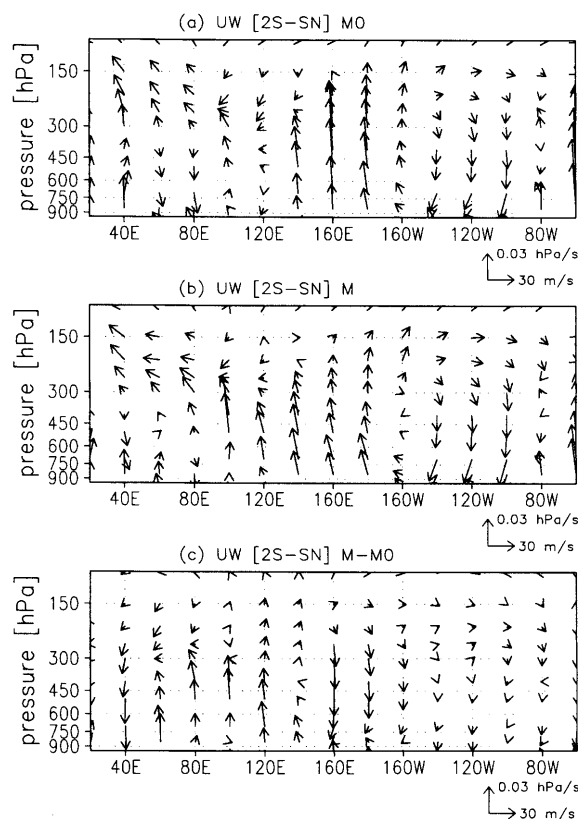 (a) UW [2S-SN] M0
pressure [hPa]
150
300
450
600
750
900
40E 80E 120E 160E 160W 120W 80W
0.03 hPa/s
30 m/s
(b) UW [2S-SN] M
pressure [hPa]
150
300
450
600
750
900
40E 80E 120E 160E 160W 120W 80W
0.03 hPa/s
30 m/s
(c) UW [2S-SN] M-M0
pressure [hPa]
150
300
450
600
750
900
40E 80E 120E 160E 160W 120W 80W
0.03 hPa/s
30 m/s